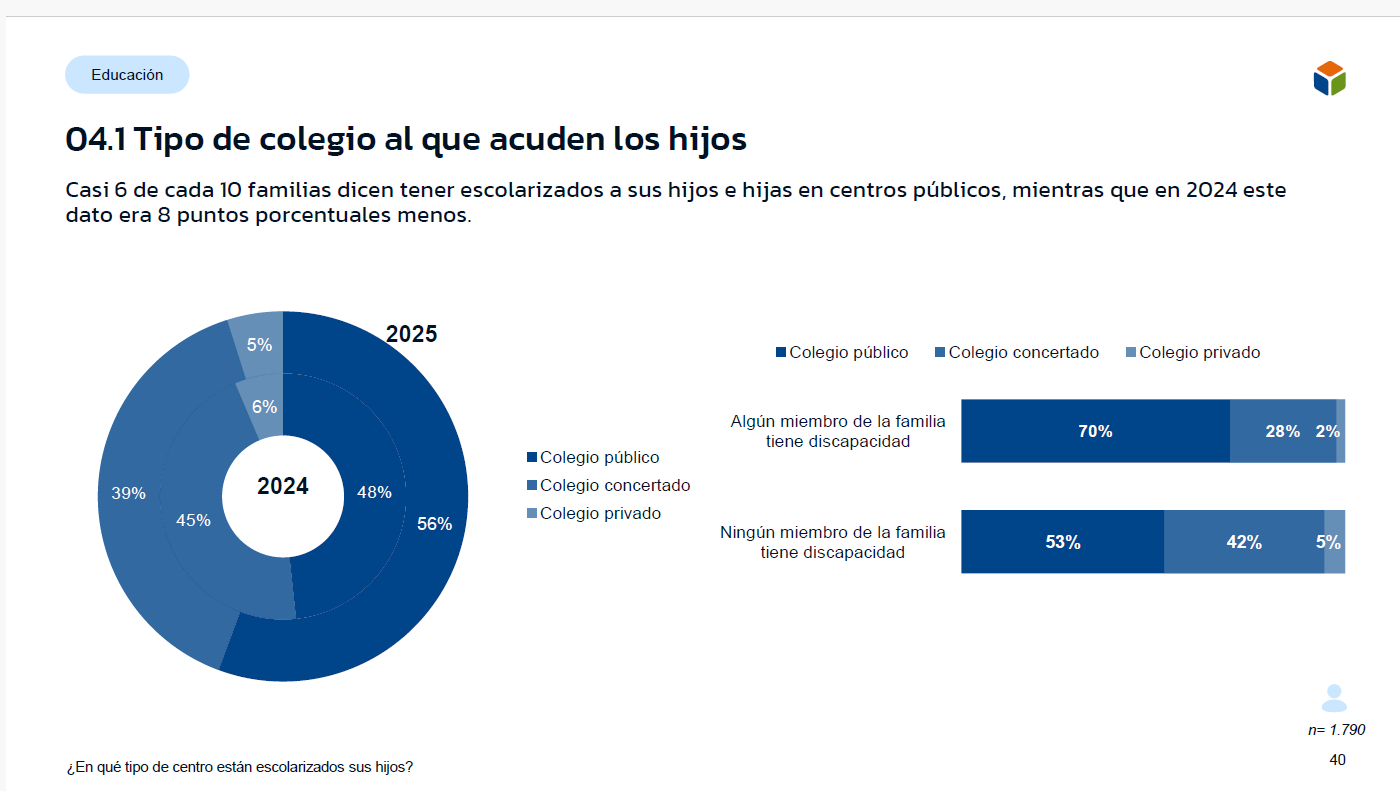 Educación
04.1 Tipo de colegio al que acuden los hijos
Casi 6 de cada 10 familias dicen tener escolarizados a sus hijos e hijas en centros públicos, mientras que en 2024 este
dato era 8 puntos porcentuales menos.
2025
5%
6%
2024
39%
45%
48%
56%
Colegio público
Colegio concertado
Colegio privado
Colegio público Colegio concertado Colegio privado
Algún miembro de la familia
tiene discapacidad
70% 28% 2%
Ningún miembro de la familia
tiene discapacidad
53% 42% 5%
n= 1.790
¿En qué tipo de centro están escolarizados sus hijos?
40